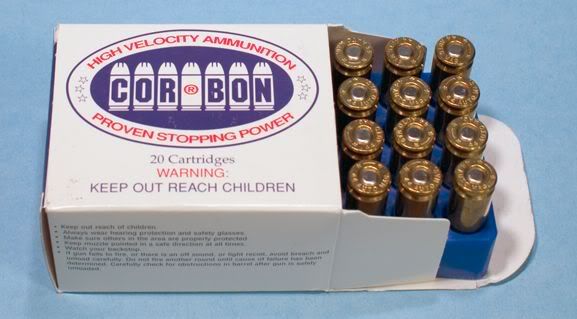 HIGH VELOCITY AMMUNITION
COR®BON
PROVEN STOPPING POWER
20 Cartridges
WARNING:
KEEP OUT REACH CHILDREN
• Keep out of reach of children.
• Always wear hearing protection and safety glasses.
• Make sure others in the area are properly protected
• Keep muzzle pointed in a safe direction at all times.
• Watch your backstop.
• If gun fails to fire, or there is an off sound, or light recoil, avoid breach and
unload carefully. Do not fire another round until cause of failure has been
determined. Carefully check for obstructions in barrel after gun is safely
unloaded.